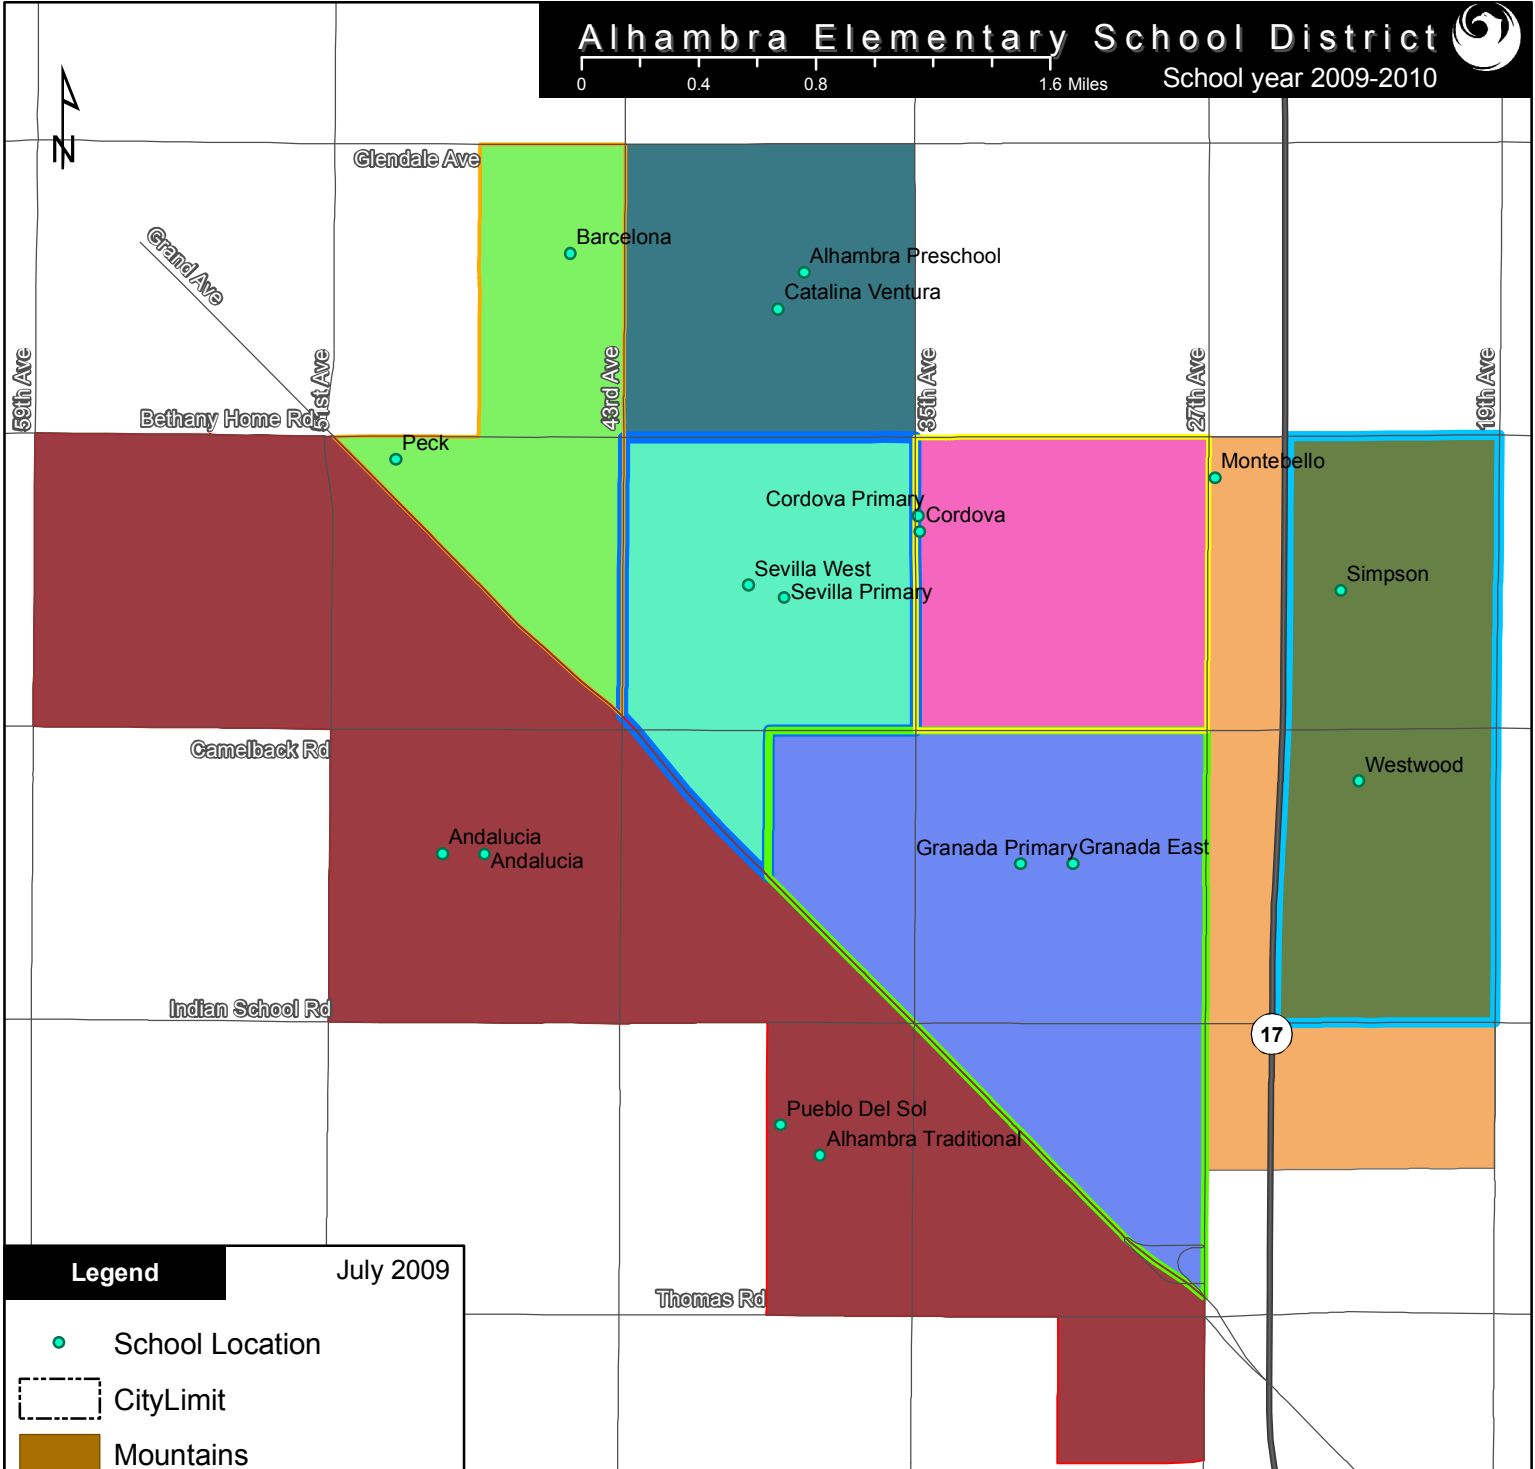 Alhambra Elementary School District
0 0.4 0.8 1.6 Miles
School year 2009-2010
N
Glendale Ave
Grand Ave
Barcelona
Alhambra Preschool
Catalina Ventura
59th Ave
51st Ave
43rd Ave
35th Ave
27th Ave
19th Ave
Bethany Home Rd
Peck
Montebello
Cordova Primary
Cordova
Sevilla West
Sevilla Primary
Simpson
Camelback Rd
Westwood
Andalucia
Andalucia
Granada Primary
Granada East
Indian School Rd
17
Pueblo Del Sol
Alhambra Traditional
Thomas Rd
Legend
July 2009
School Location
CityLimit
Mountains